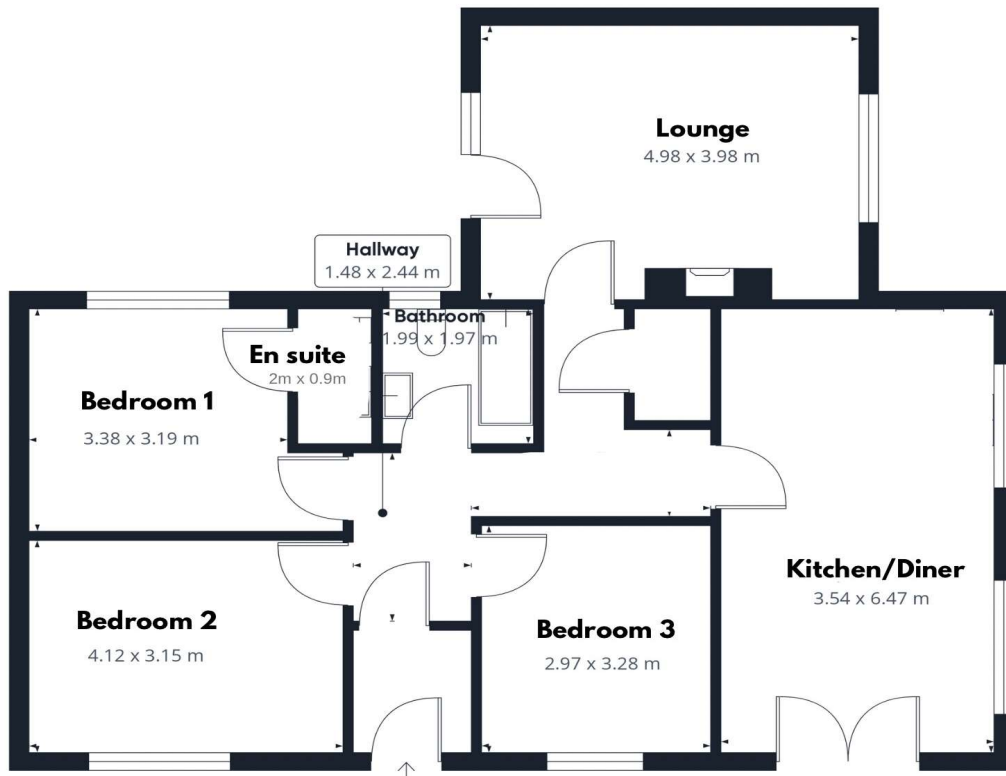 Lounge
4.98 x 3.98 m
Hallway
1.48 x 2.44 m
Bathroom
1.99 x 1.97 m
En suite
2m x 0.9m
Bedroom 1
3.38 x 3.19 m
Kitchen/Diner
3.54 x 6.47 m
Bedroom 2
4.12 x 3.15 m
Bedroom 3
2.97 x 3.28 m